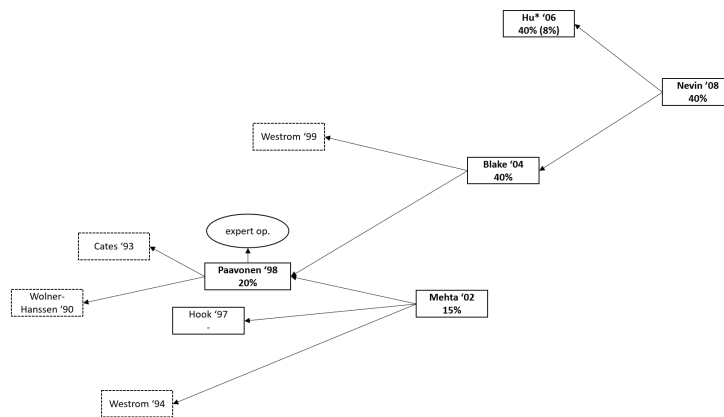 Hu* ‘06
40% (8%)
Nevin ‘08
40%
Westrom ‘99
Blake ‘04
40%
expert op.
Cates ‘93
Paavonen ‘98
20%
Wolner-
Hanssen ‘90
Mehta ‘02
15%
Hook ‘97
-
Westrom ‘94